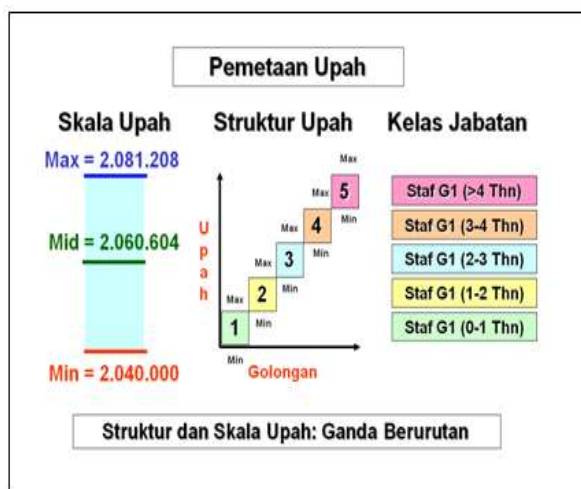 Pemetaan Upah
Skala Upah
Max = 2.081.208
Mid = 2.060.604
Min = 2.040.000
Struktur Upah
Upah
Max
5
Max
Min
4
Max
Min
3
Max
Min
2
Max
Min
1
Min
Golongan
Kelas Jabatan
Staf G1 (>4 Thn)
Staf G1 (3-4 Thn)
Staf G1 (2-3 Thn)
Staf G1 (1-2 Thn)
Staf G1 (0-1 Thn)
Struktur dan Skala Upah: Ganda Berurutan